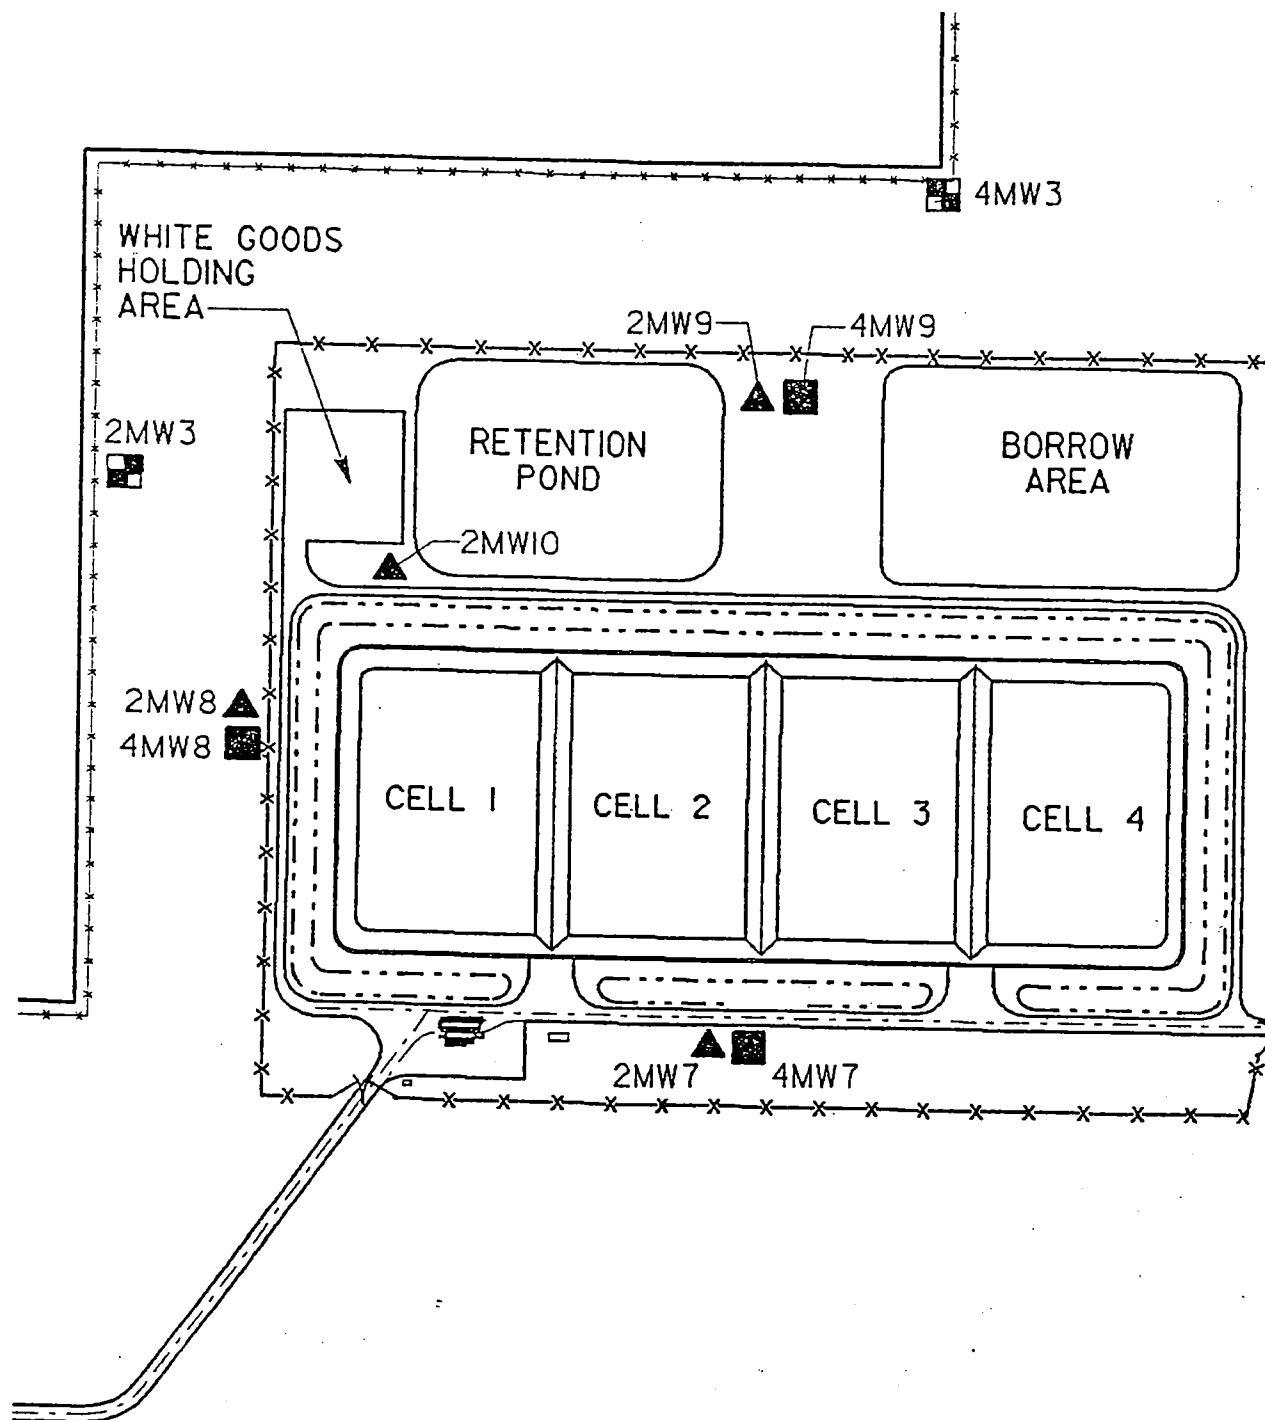 4MW3
WHITE GOODS
HOLDING
AREA
2MW9
4MW9
2MW3
RETENTION
POND
BORROW
AREA
2MW10
2MW8
4MW8
CELL 1
CELL 2
CELL 3
CELL 4
2MW7
4MW7